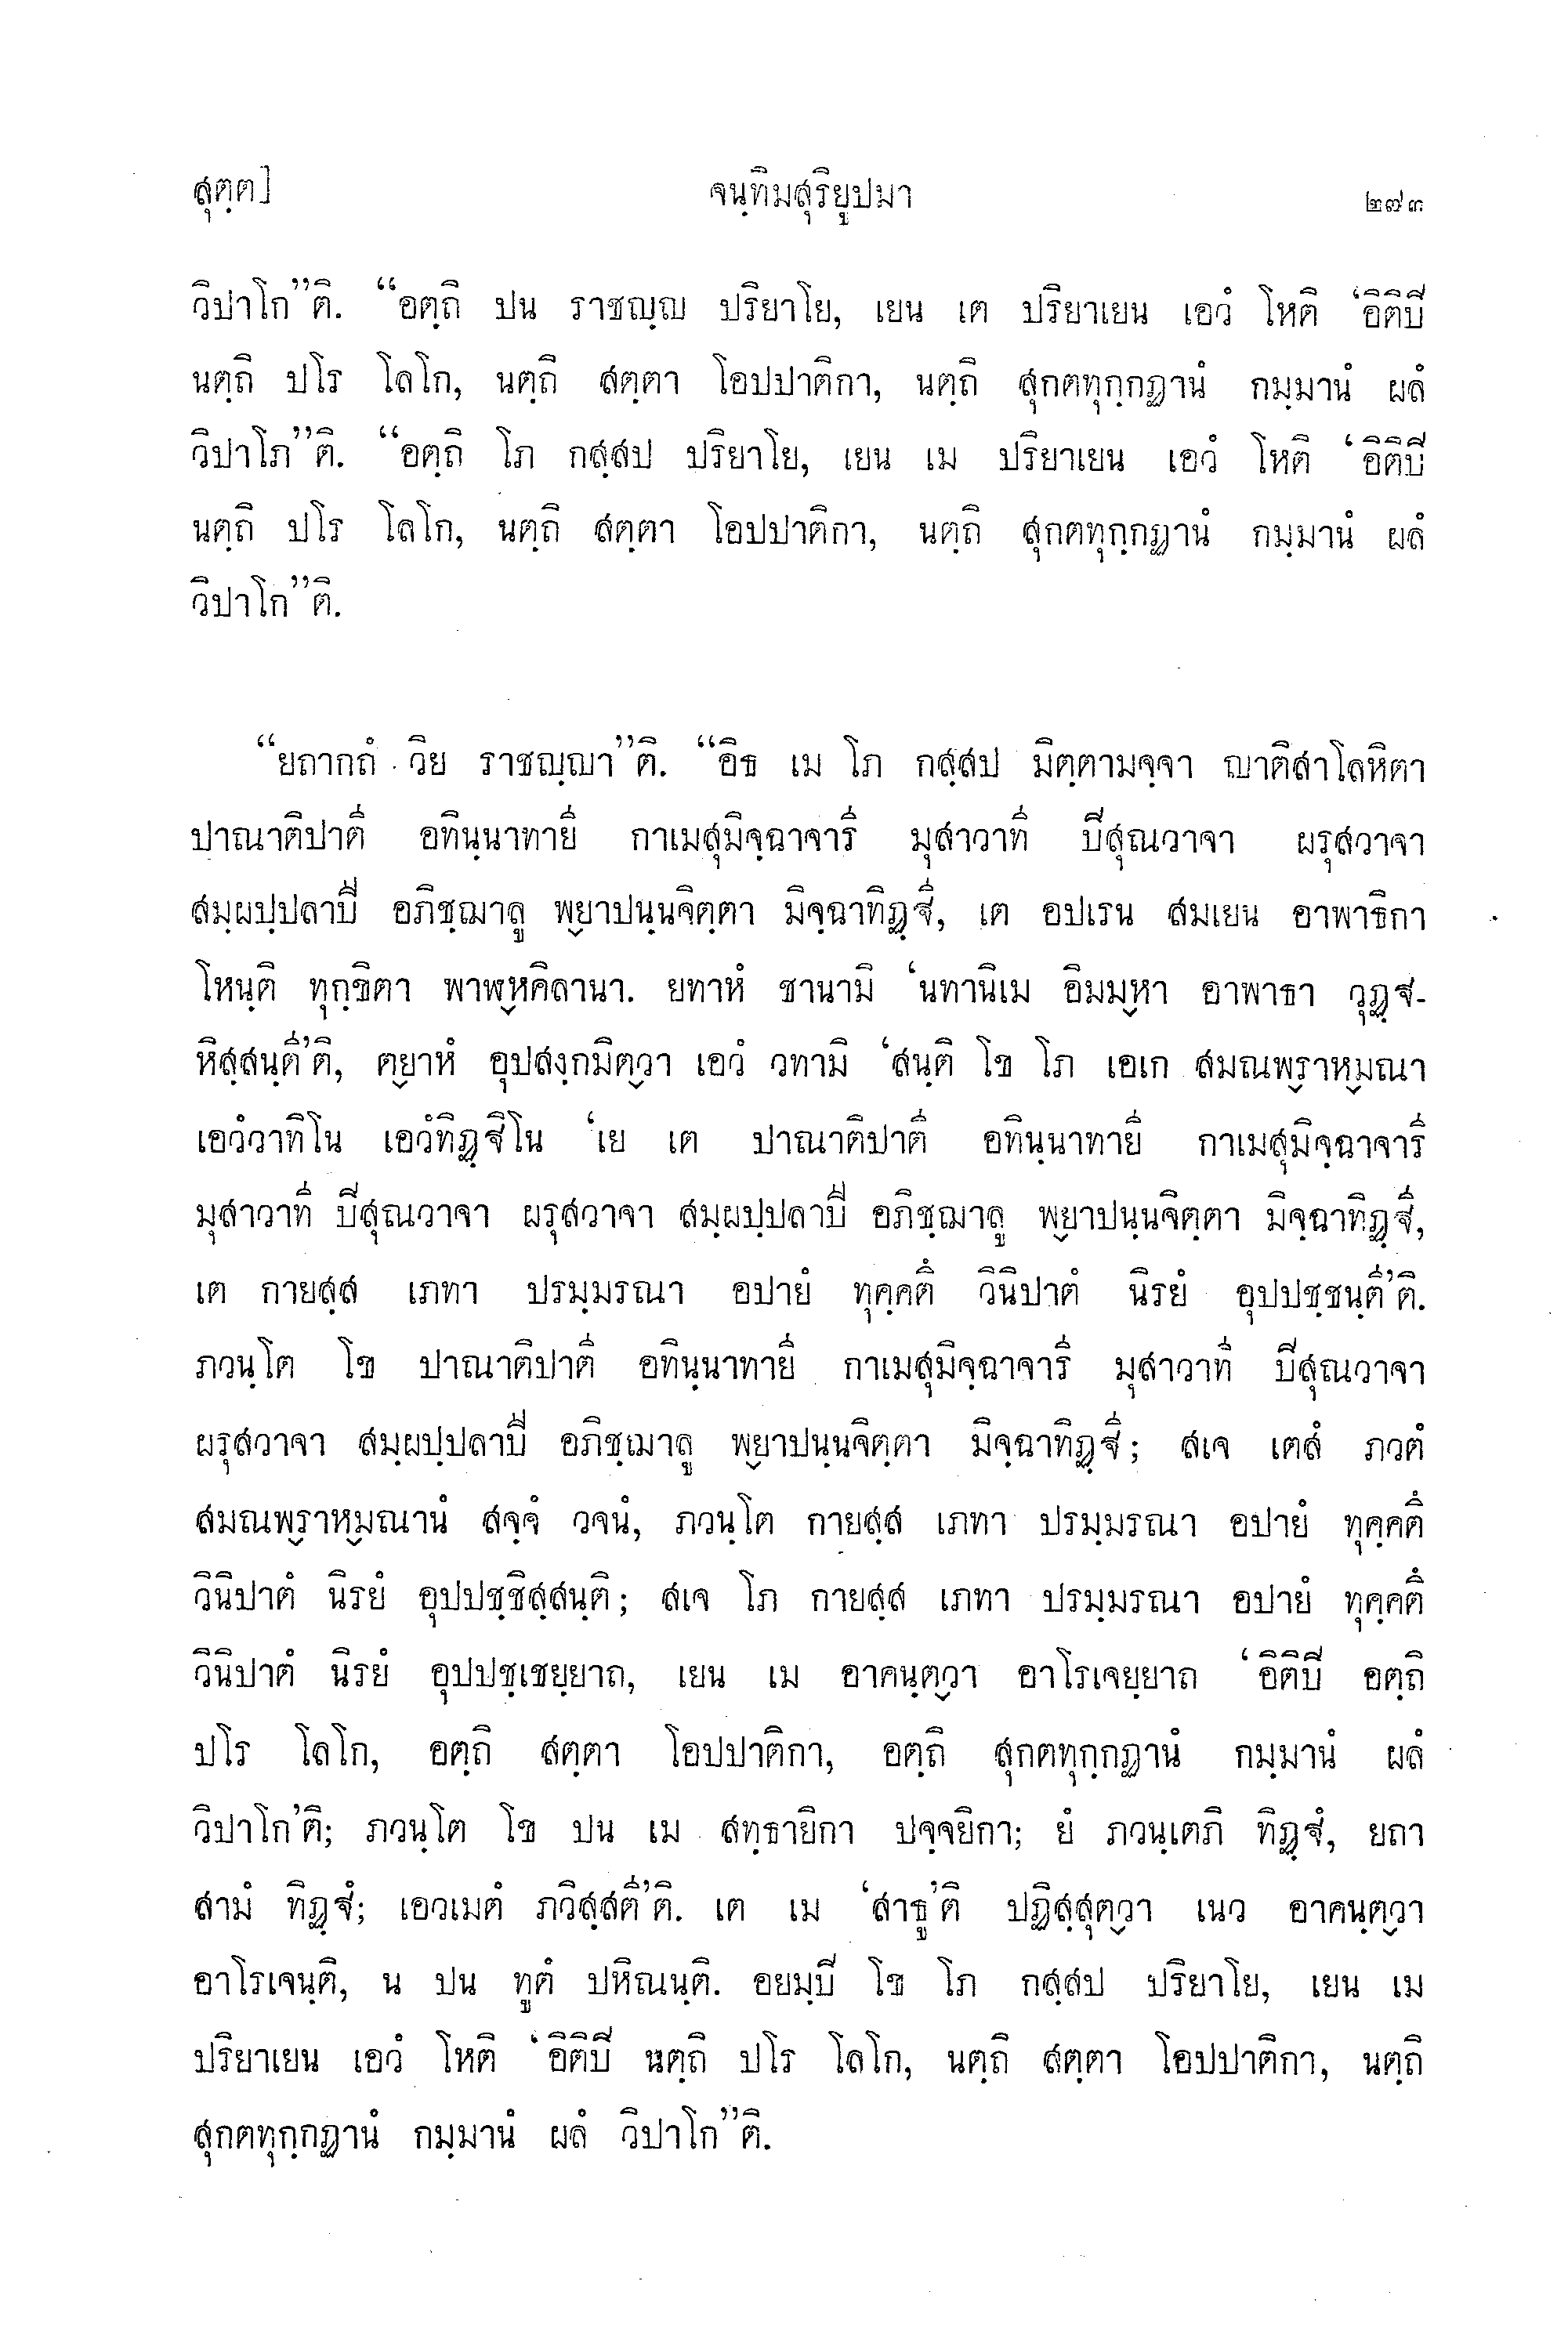 สุตฺต]	จนฺทิมสุริยูปมา	๒๗๓
วิปาโก”ติ. “อตฺถิ ปน ราชญฺญ ปริยาโย, เยน เต ปริยาเยน เอวํ โหติ ‘อิติปี
นตฺถิ ปโร โลโก, นตฺถิ สตฺตา โอปปาติกา, นตฺถิ สุกตทุกฺกฏานํ กมฺมานํ ผลํ
วิปาโก”ติ. “อตฺถิ โภ กสฺสป ปริยาโย, เยน เม ปริยาเยน เอวํ โหติ ‘อิติปี
นตฺถิ ปโร โลโก, นตฺถิ สตฺตา โอปปาติกา, นตฺถิ สุกตทุกฺกฏานํ กมฺมานํ ผลํ
วิปาโก”ติ.
“ยถากถํ วิย ราชญฺญา”ติ. “อิธ เม โภ กสฺสป มิตฺตามจฺจา ญาติสาโลหิตา
ปาณาติปาตี อทินฺนาทายี กาเมสุมิจฺฉาจารี มุสาวาที ปีสุณวาจา ผรุสวาจา
สมฺผปฺปลาปี อภิชฺฌาลู พฺยาปนฺนจิตฺตา มิจฺฉาทิฏฺฐี, เต อปเรน สมเยน อาพาธิกา
โหนฺติ ทุกฺขิตา พาฬฺหคิลานา. ยทาหํ ชานามิ ‘นทานิเม อิมมฺหา อาพาธา วุฏฺฐ-
หิสฺสนฺตี’ติ, ตฺยาหํ อุปสงฺกมิตฺวา เอวํ วทามิ ‘สนฺติ โข โภ เอเก สมณพฺราหฺมณา
เอวํวาทิโน เอวํทิฏฺฐิโน ‘เย เต ปาณาติปาตี อทินฺนาทายี กาเมสุมิจฺฉาจารี
มุสาวาที ปีสุณวาจา ผรุสวาจา สมฺผปฺปลาปี อภิชฺฌาลู พฺยาปนฺนจิตฺตา มิจฺฉาทิฏฺฐี,
เต กายสฺส เภทา ปรมฺมรณา อปายํ ทุคฺคตึ วินิปาตํ นิรยํ อุปปชฺชนฺตี’ติ.
ภวนฺโต โข ปาณาติปาตี อทินฺนาทายี กาเมสุมิจฺฉาจารี มุสาวาที ปีสุณวาจา
ผรุสวาจา สมฺผปฺปลาปี อภิชฺฌาลู พฺยาปนฺนจิตฺตา มิจฺฉาทิฏฺฐี; สเจ เตสํ ภวตํ
สมณพฺราหฺมณานํ สจฺจํ วจนํ, ภวนฺโต กายสฺส เภทา ปรมฺมรณา อปายํ ทุคฺคตึ
วินิปาตํ นิรยํ อุปปชฺชิสฺสนฺติ; สเจ โภ กายสฺส เภทา ปรมฺมรณา อปายํ ทุคฺคตึ
วินิปาตํ นิรยํ อุปปชฺเชยฺยาถ, เยน เม อาคนฺตฺวา อาโรเจยฺยาถ ‘อิติปี อตฺถิ
ปโร โลโก, อตฺถิ สตฺตา โอปปาติกา, อตฺถิ สุกตทุกฺกฏานํ กมฺมานํ ผลํ
วิปาโก’ติ; ภวนฺโต โข ปน เม สทฺธายิกา ปจฺจยิกา; ยํ ภวนฺเตภิ ทิฏฺฐํ, ยถา
สามํ ทิฏฺฐํ; เอวเมตํ ภวิสฺสตี’ติ. เต เม ‘สาธู’ติ ปฏิสฺสุตฺวา เนว อาคนฺตฺวา
อาโรเจนฺติ, น ปน ทูตํ ปหิณนฺติ. อยมฺปี โข โภ กสฺสป ปริยาโย, เยน เม
ปริยาเยน เอวํ โหติ ‘อิติปี นตฺถิ ปโร โลโก, นตฺถิ สตฺตา โอปปาติกา, นตฺถิ
สุกตทุกฺกฏานํ กมฺมานํ ผลํ วิปาโก”ติ.